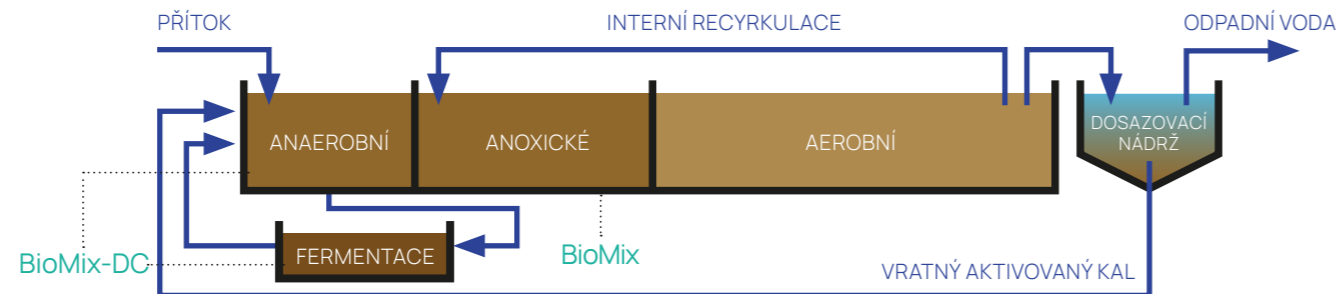 PŘÍTOK
INTERNÍ RECYRKULACE
ODPADNÍ VODA
ANAEROBNÍ
ANOXICKÉ
AEROBNÍ
DOSAZOVACÍ
NÁDRŽ
FERMENTACE
BioMix-DC
BioMix
VRATNÝ AKTIVOVANÝ KAL